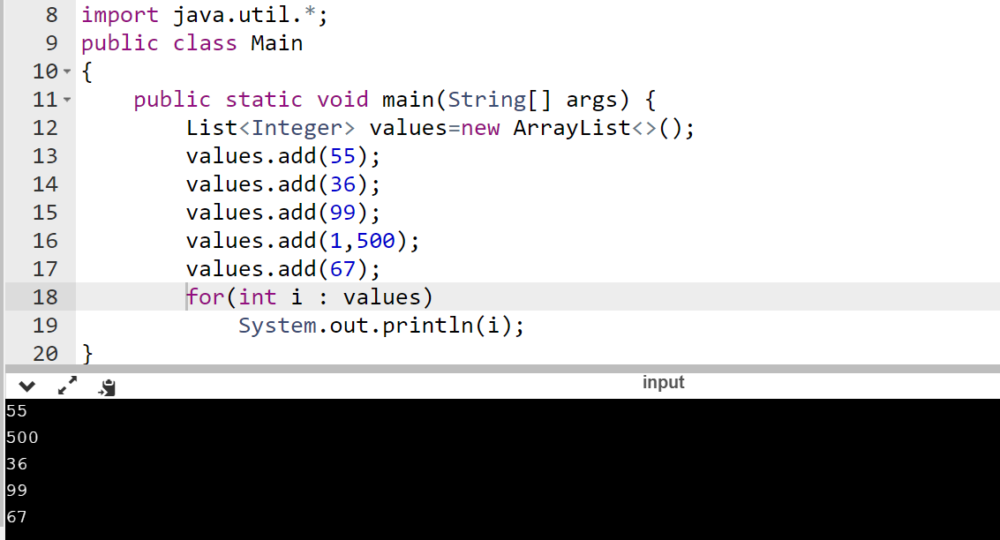 8 import java.util.*;
9 public class Main
10 {
11 public static void main(String[] args) {
12 List<Integer> values=new ArrayList<>();
13 values.add(55);
14 values.add(36);
15 values.add(99);
16 values.add(1,500);
17 values.add(67);
18 for(int i : values)
19 System.out.println(i);
20 }
input
55
500
36
99
67